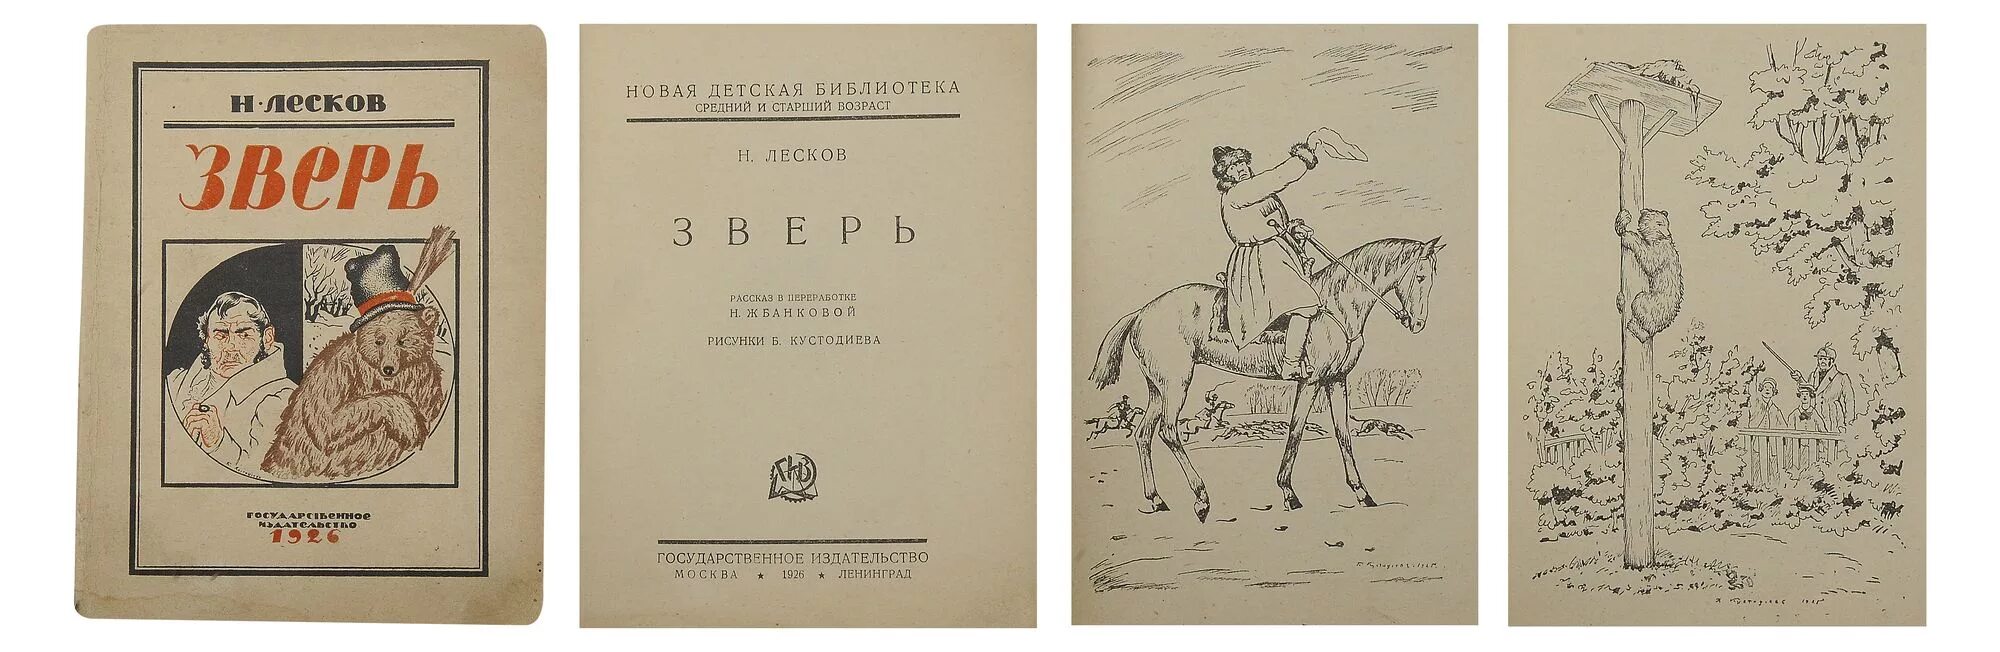 Н. ЛЕСКОВ
ЗВЕРЬ
ГОСУДАРСТВЕННОЕ
ИЗДАТЕЛЬСТВО
1926
НОВАЯ ДЕТСКАЯ БИБЛИОТЕКА
СРЕДНИЙ И СТАРШИЙ ВОЗРАСТ
Н. ЛЕСКОВ
ЗВЕРЬ
РАССКАЗ В ПЕРЕРАБОТКЕ
Н. ЖБАНКОВОЙ
РИСУНКИ Б. КУСТОДИЕВА
ГОСУДАРСТВЕННОЕ ИЗДАТЕЛЬСТВО
МОСКВА ★ 1926 ★ ЛЕНИНГРАД